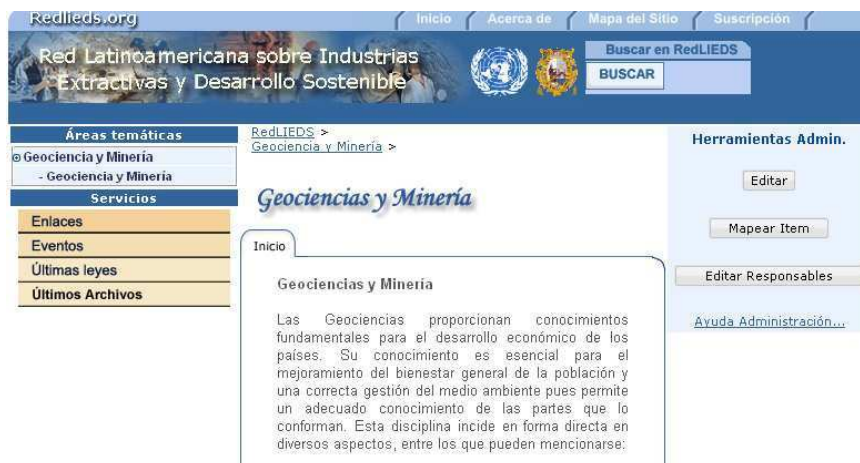 Redlieds.org
Inicio
Acerca de
Mapa del Sitio
Suscripción
Red Latinoamericana sobre Industrias
Extractivas y Desarrollo Sostenible
Buscar en RedLIEDS
BUSCAR
Áreas temáticas
Geociencia y Minería
- Geociencia y Minería
Servicios
Enlaces
Eventos
Últimas leyes
Últimos Archivos
RedLIEDS >
Geociencia y Minería >
Geociencias y Minería
Inicio
Geociencias y Minería
Las Geociencias proporcionan conocimientos
fundamentales para el desarrollo económico de los
países. Su conocimiento es esencial para el
mejoramiento del bienestar general de la población y
una correcta gestión del medio ambiente pues permite
un adecuado conocimiento de las partes que lo
conforman. Esta disciplina incide en forma directa en
diversos aspectos, entre los que pueden mencionarse:
Herramientas Admin.
Editar
Mapear Item
Editar Responsables
Ayuda Administración...